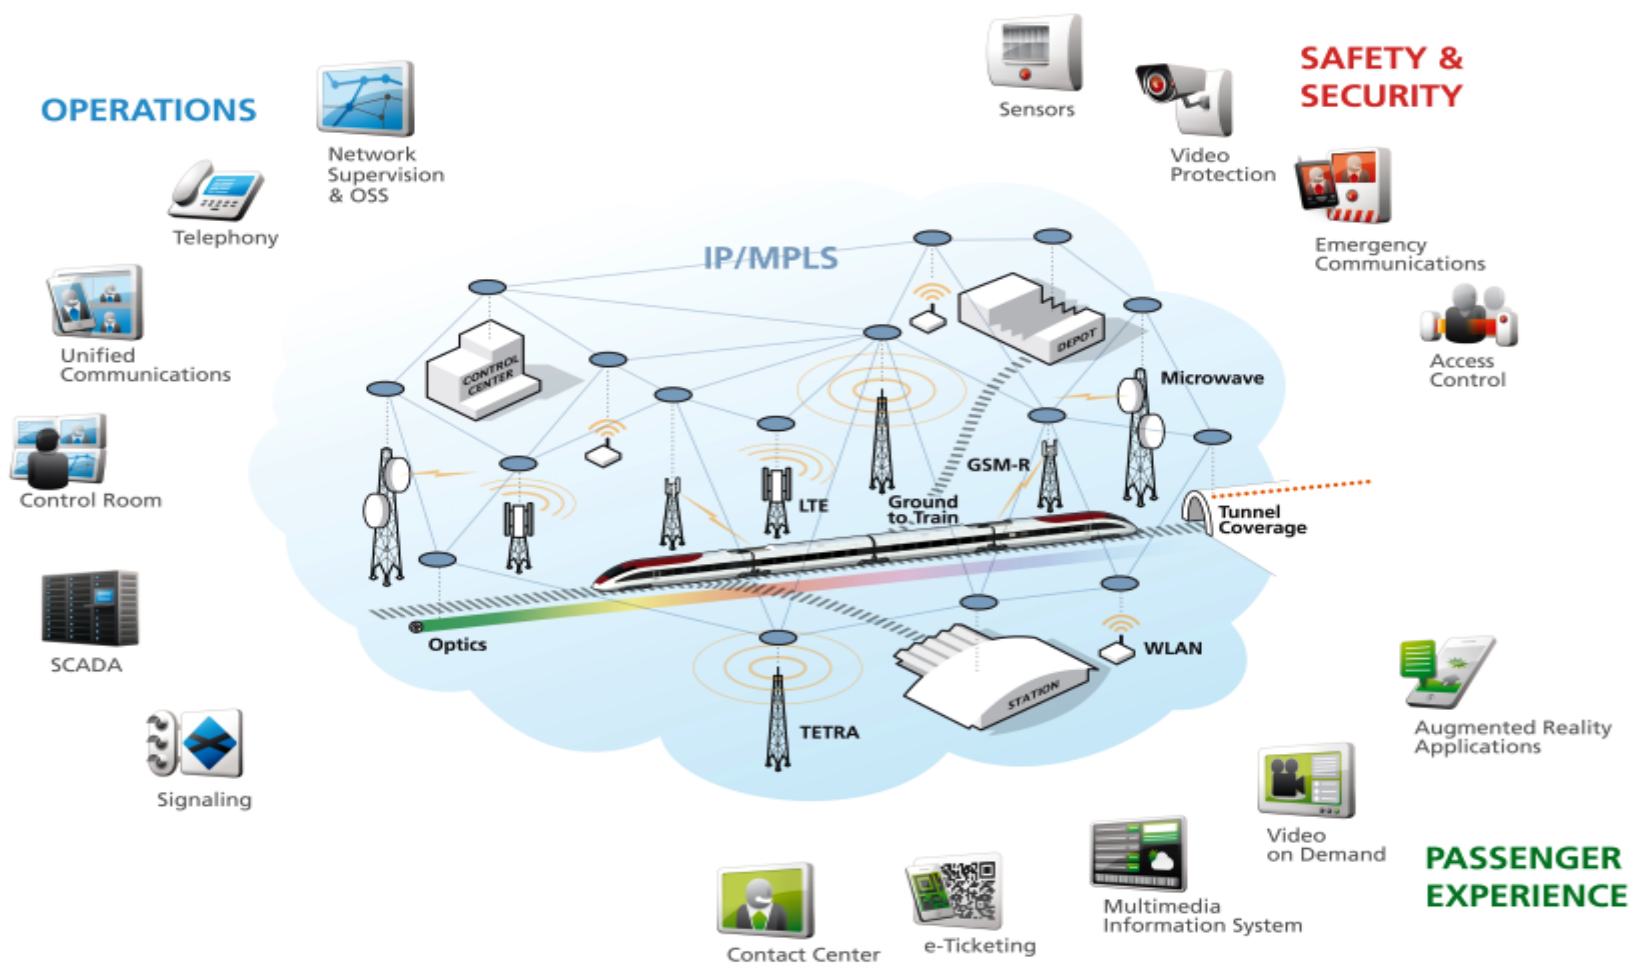 OPERATIONS
Network
Supervision
& OSS
Telephony
Unified
Communications
Control Room
SCADA
Signaling
Sensors
SAFETY &
SECURITY
Video
Protection
Emergency
Communications
Access
Control
IP/MPLS
CONTROL
CENTER
DEPOT
Microwave
GSM-R
LTE
Ground
to Train
Tunnel
Coverage
Optics
WLAN
STATION
TETRA
Augmented Reality
Applications
Video
on Demand
PASSENGER
EXPERIENCE
Multimedia
Information System
e-Ticketing
Contact Center